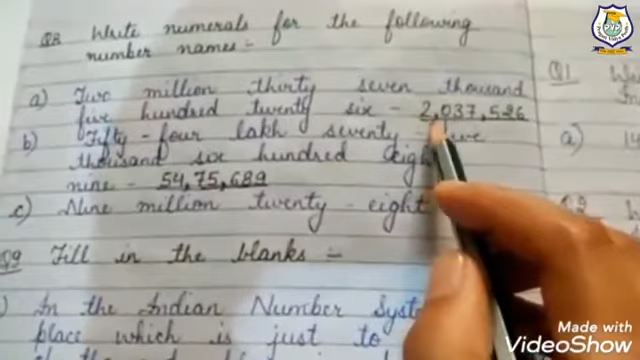 Q8 Write numerals for the following
number names :-
a) Two million thirty seven thousand
five hundred twenty six - 2,037,526
b) Fifty - four lakh seventy five
thousand six hundred eigh
nine - 54,75,689
c) Nine million twenty - eight
Q9 Fill in the blanks :-
) In the Indian Number Syst
place which is just to
Q1
a)
Q2
Made with
VideoShow